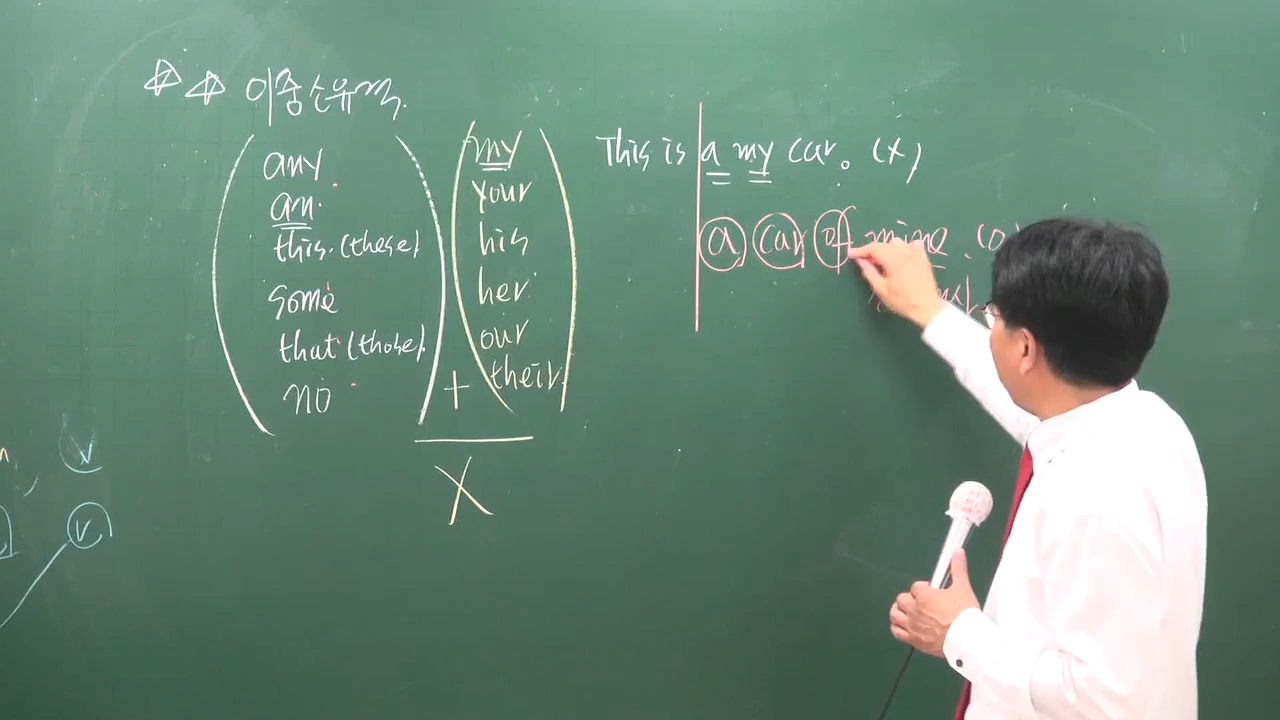 ☆☆ 이중소유격.
any
an.
this.(these)
some
that(those).
no
my
your
his
her
our
+ their
X
This is a my car. (X)
a car of mine (o)
v
v